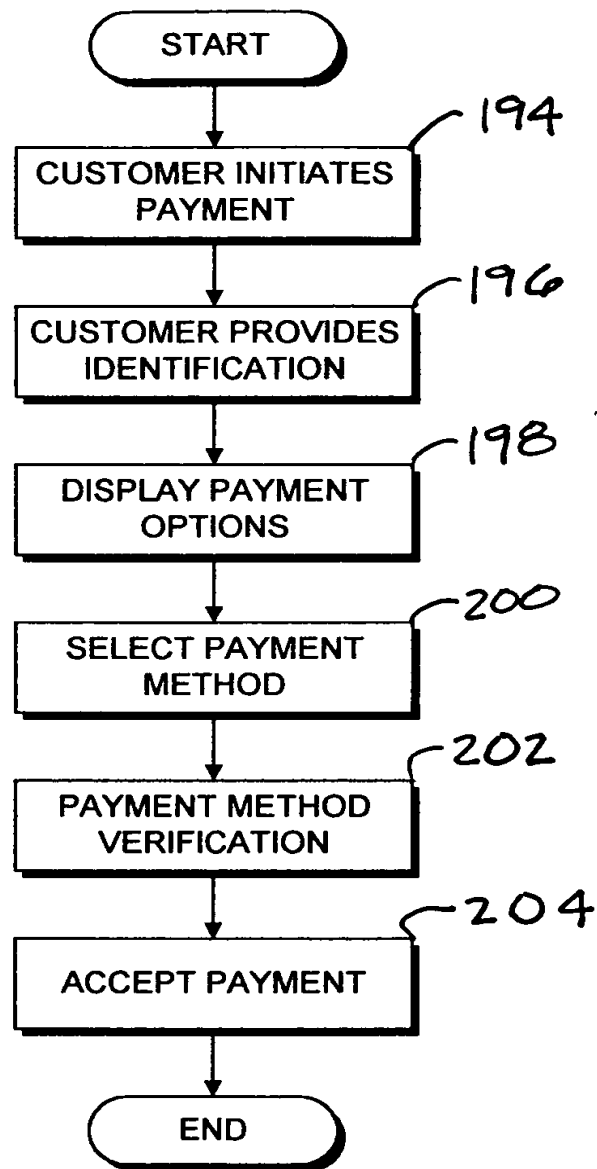 START
194
CUSTOMER INITIATES
PAYMENT
196
CUSTOMER PROVIDES
IDENTIFICATION
198
DISPLAY PAYMENT
OPTIONS
200
SELECT PAYMENT
METHOD
202
PAYMENT METHOD
VERIFICATION
204
ACCEPT PAYMENT
END